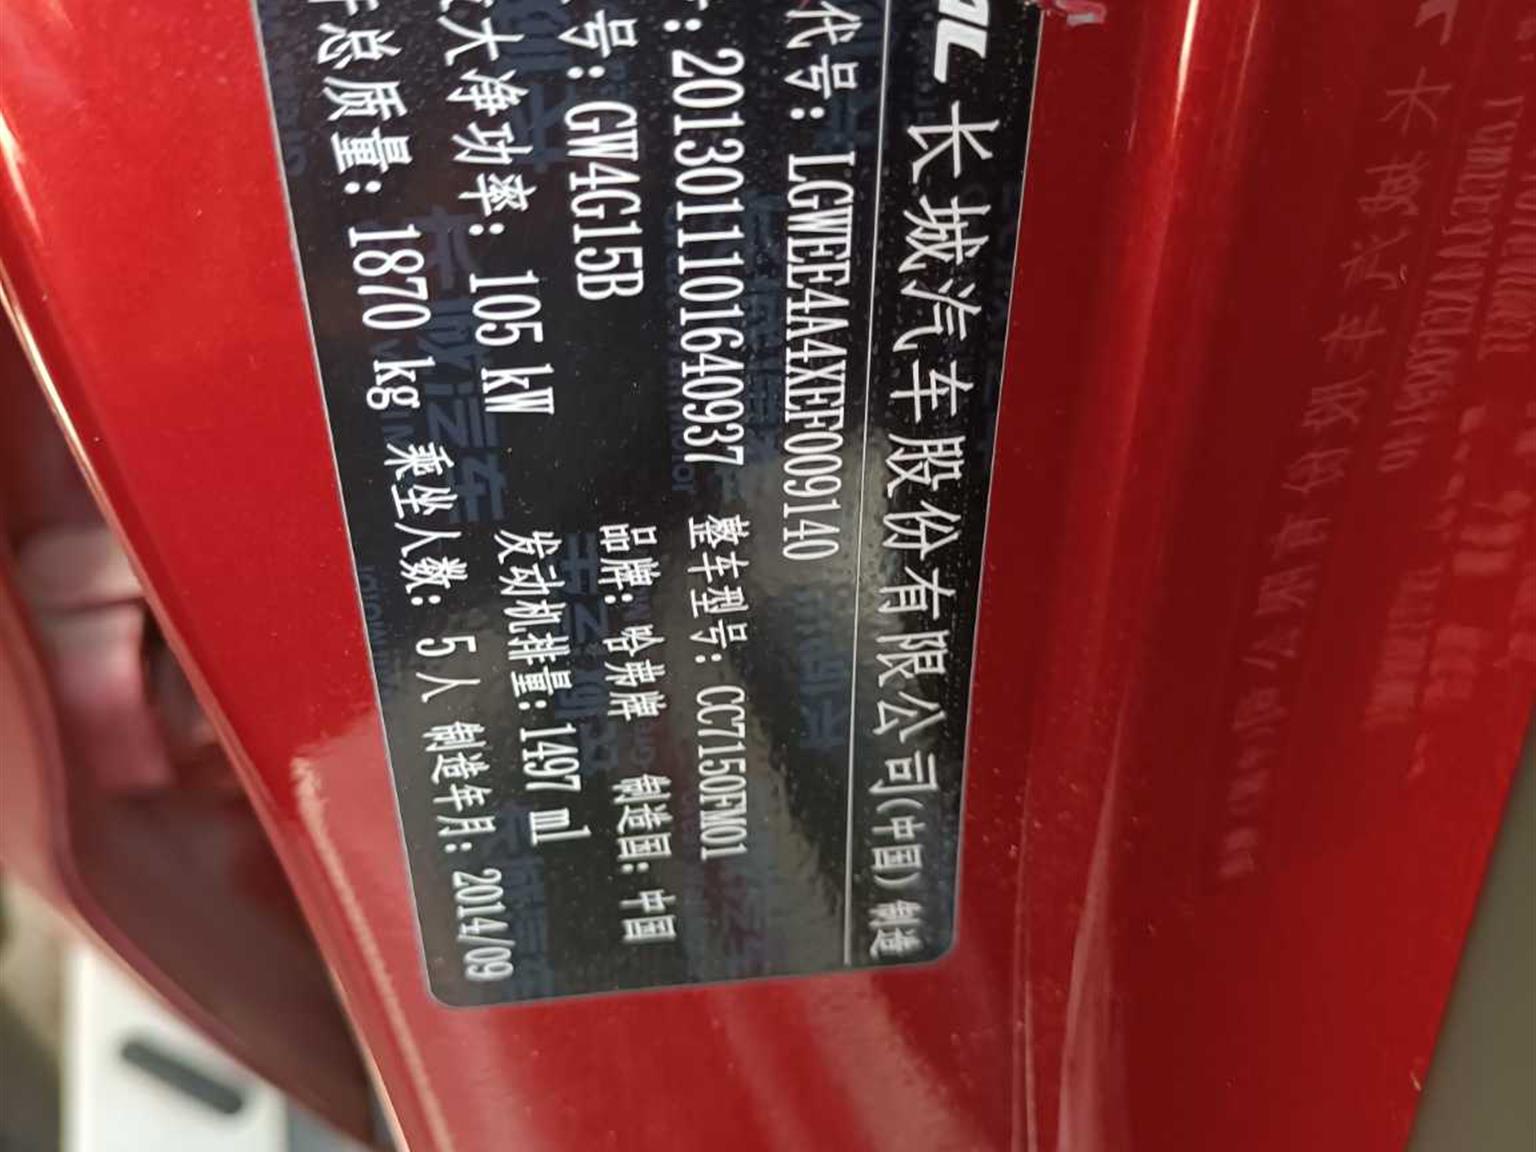 长城汽车股份有限公司(中国)制造
代号: LGWEE4A4XEF009140
:2013011101640937 整车型号: CC7150FM01
号: GW4G15B 品牌: 哈弗牌 制造国: 中国
大净功率: 105 kW 发动机排量: 1497 ml
总质量: 1870 kg 乘坐人数: 5人 制造年月: 2014/09